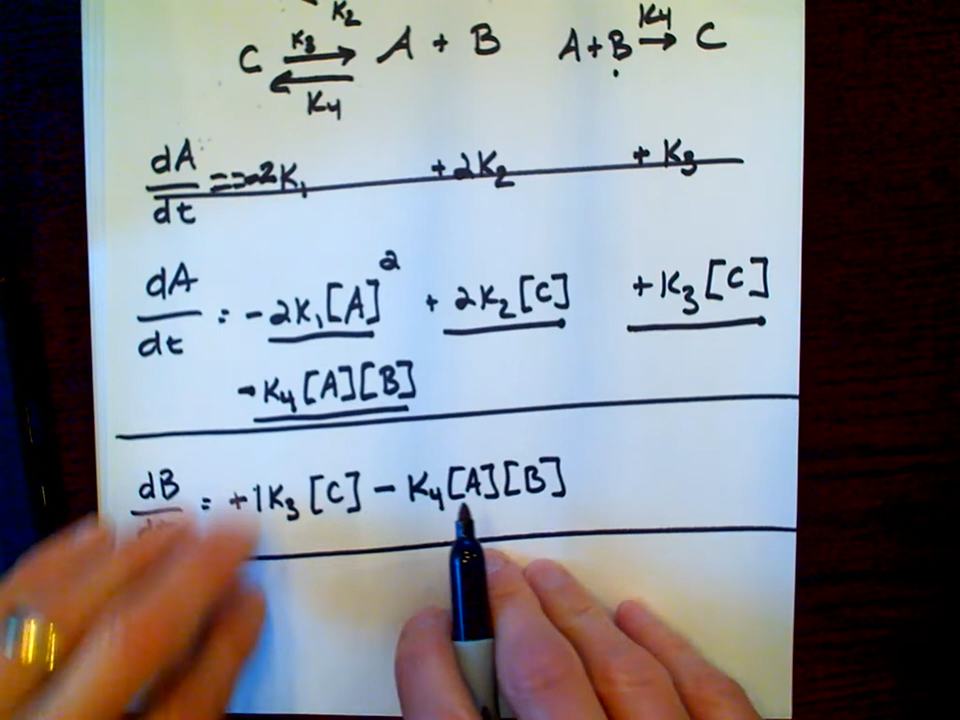 K2
C K3 ⇌ K4 A + B A+B K4 → C
dA/dt == -2K1 +2K2 + K3
dA/dt = -2K1[A]² + 2K2[C] +K3[C]
-K4[A][B]
dB/dt = +1K3[C] - K4[A][B]